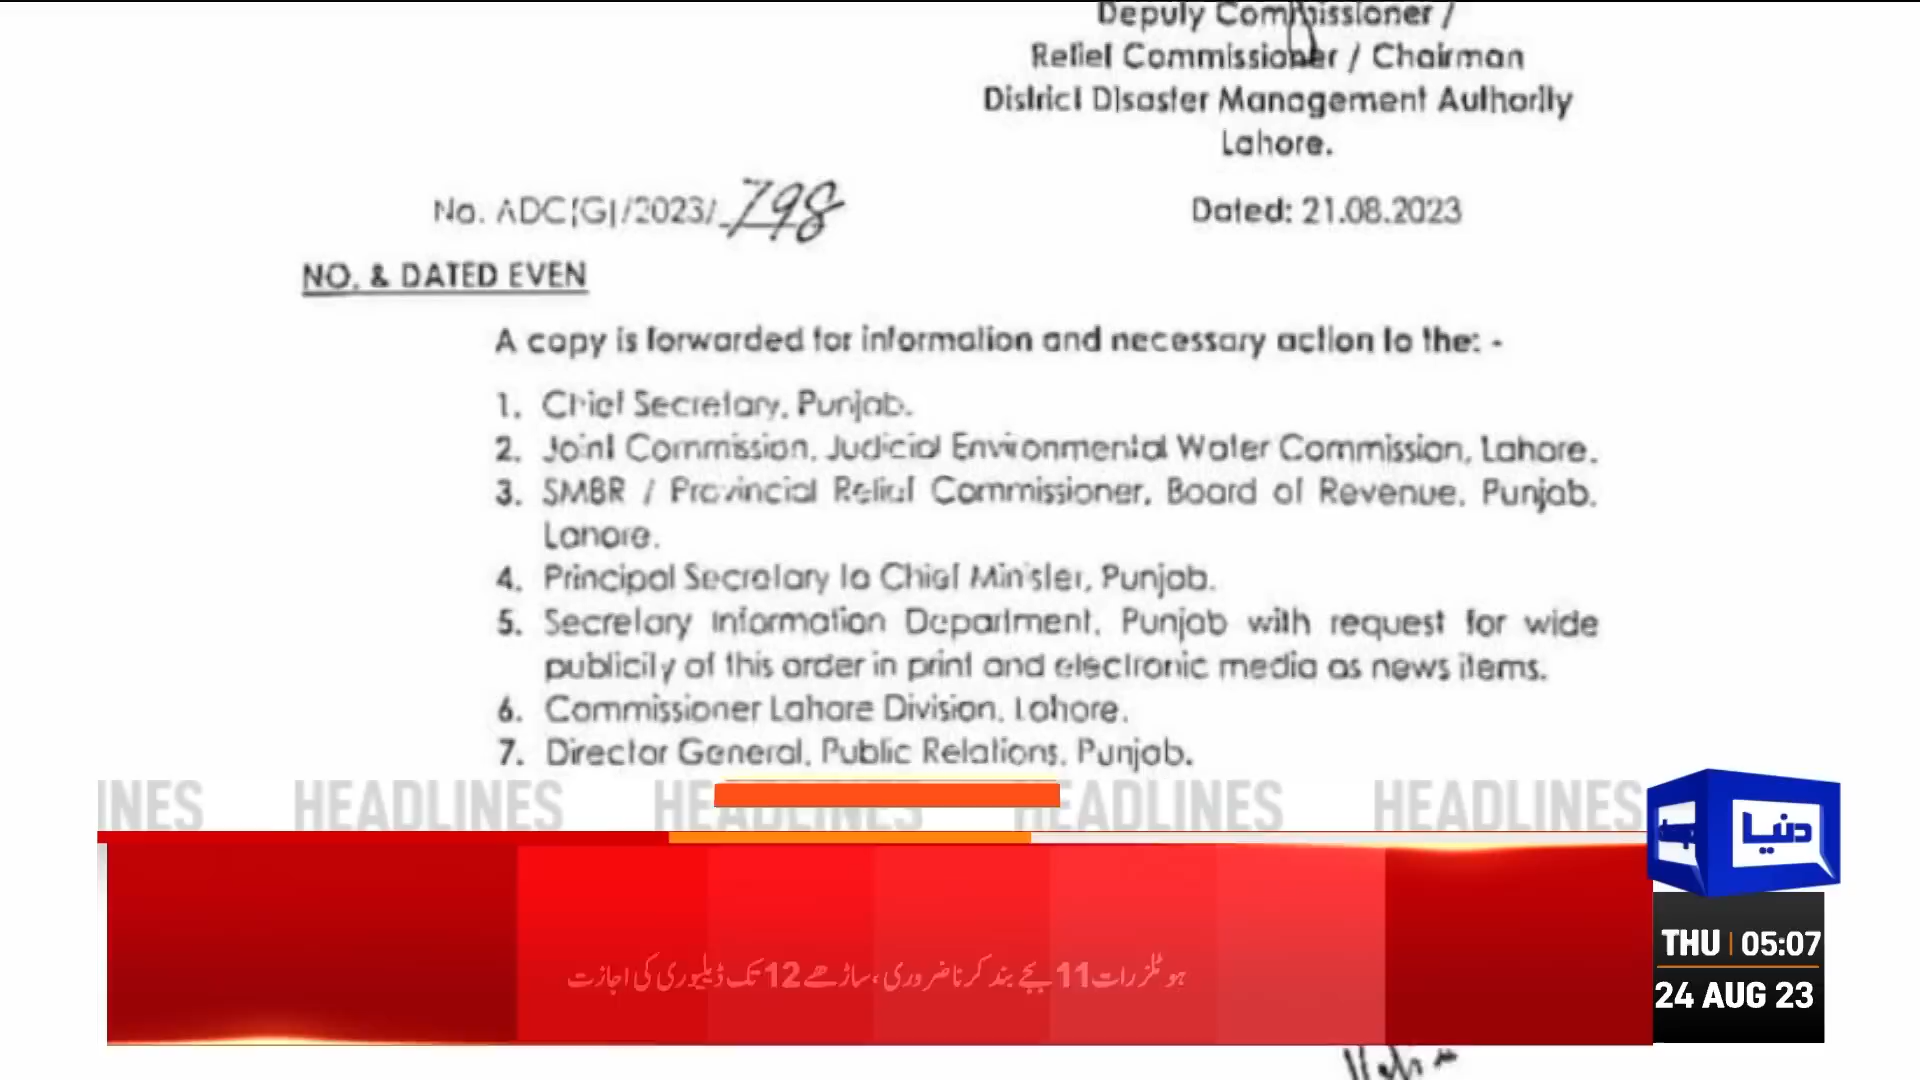 Deputy Commissioner /
Relief Commissioner / Chairman
District Disaster Management Authority
Lahore.
No. ADC(G)/2023/ 798
Dated: 21.08.2023
NO. & DATED EVEN
A copy is forwarded for information and necessary action to the: -
1. Chief Secretary, Punjab.
2. Joint Commission, Judicial Environmental Water Commission, Lahore.
3. SMBR / Provincial Relief Commissioner, Board of Revenue, Punjab,
Lahore.
4. Principal Secretary to Chief Minister, Punjab.
5. Secretary Information Department, Punjab with request for wide
publicity of this order in print and electronic media as news items.
6. Commissioner Lahore Division, Lahore.
7. Director General, Public Relations, Punjab.
INES HEADLINES HEADLINES HEADLINES HEADLINES
دنیا
ہوٹلز رات 11 بجے بند کرنا ضروری، ساڑھے 12 تک ڈیلیوری کی اجازت
THU 05:07
24 AUG 23